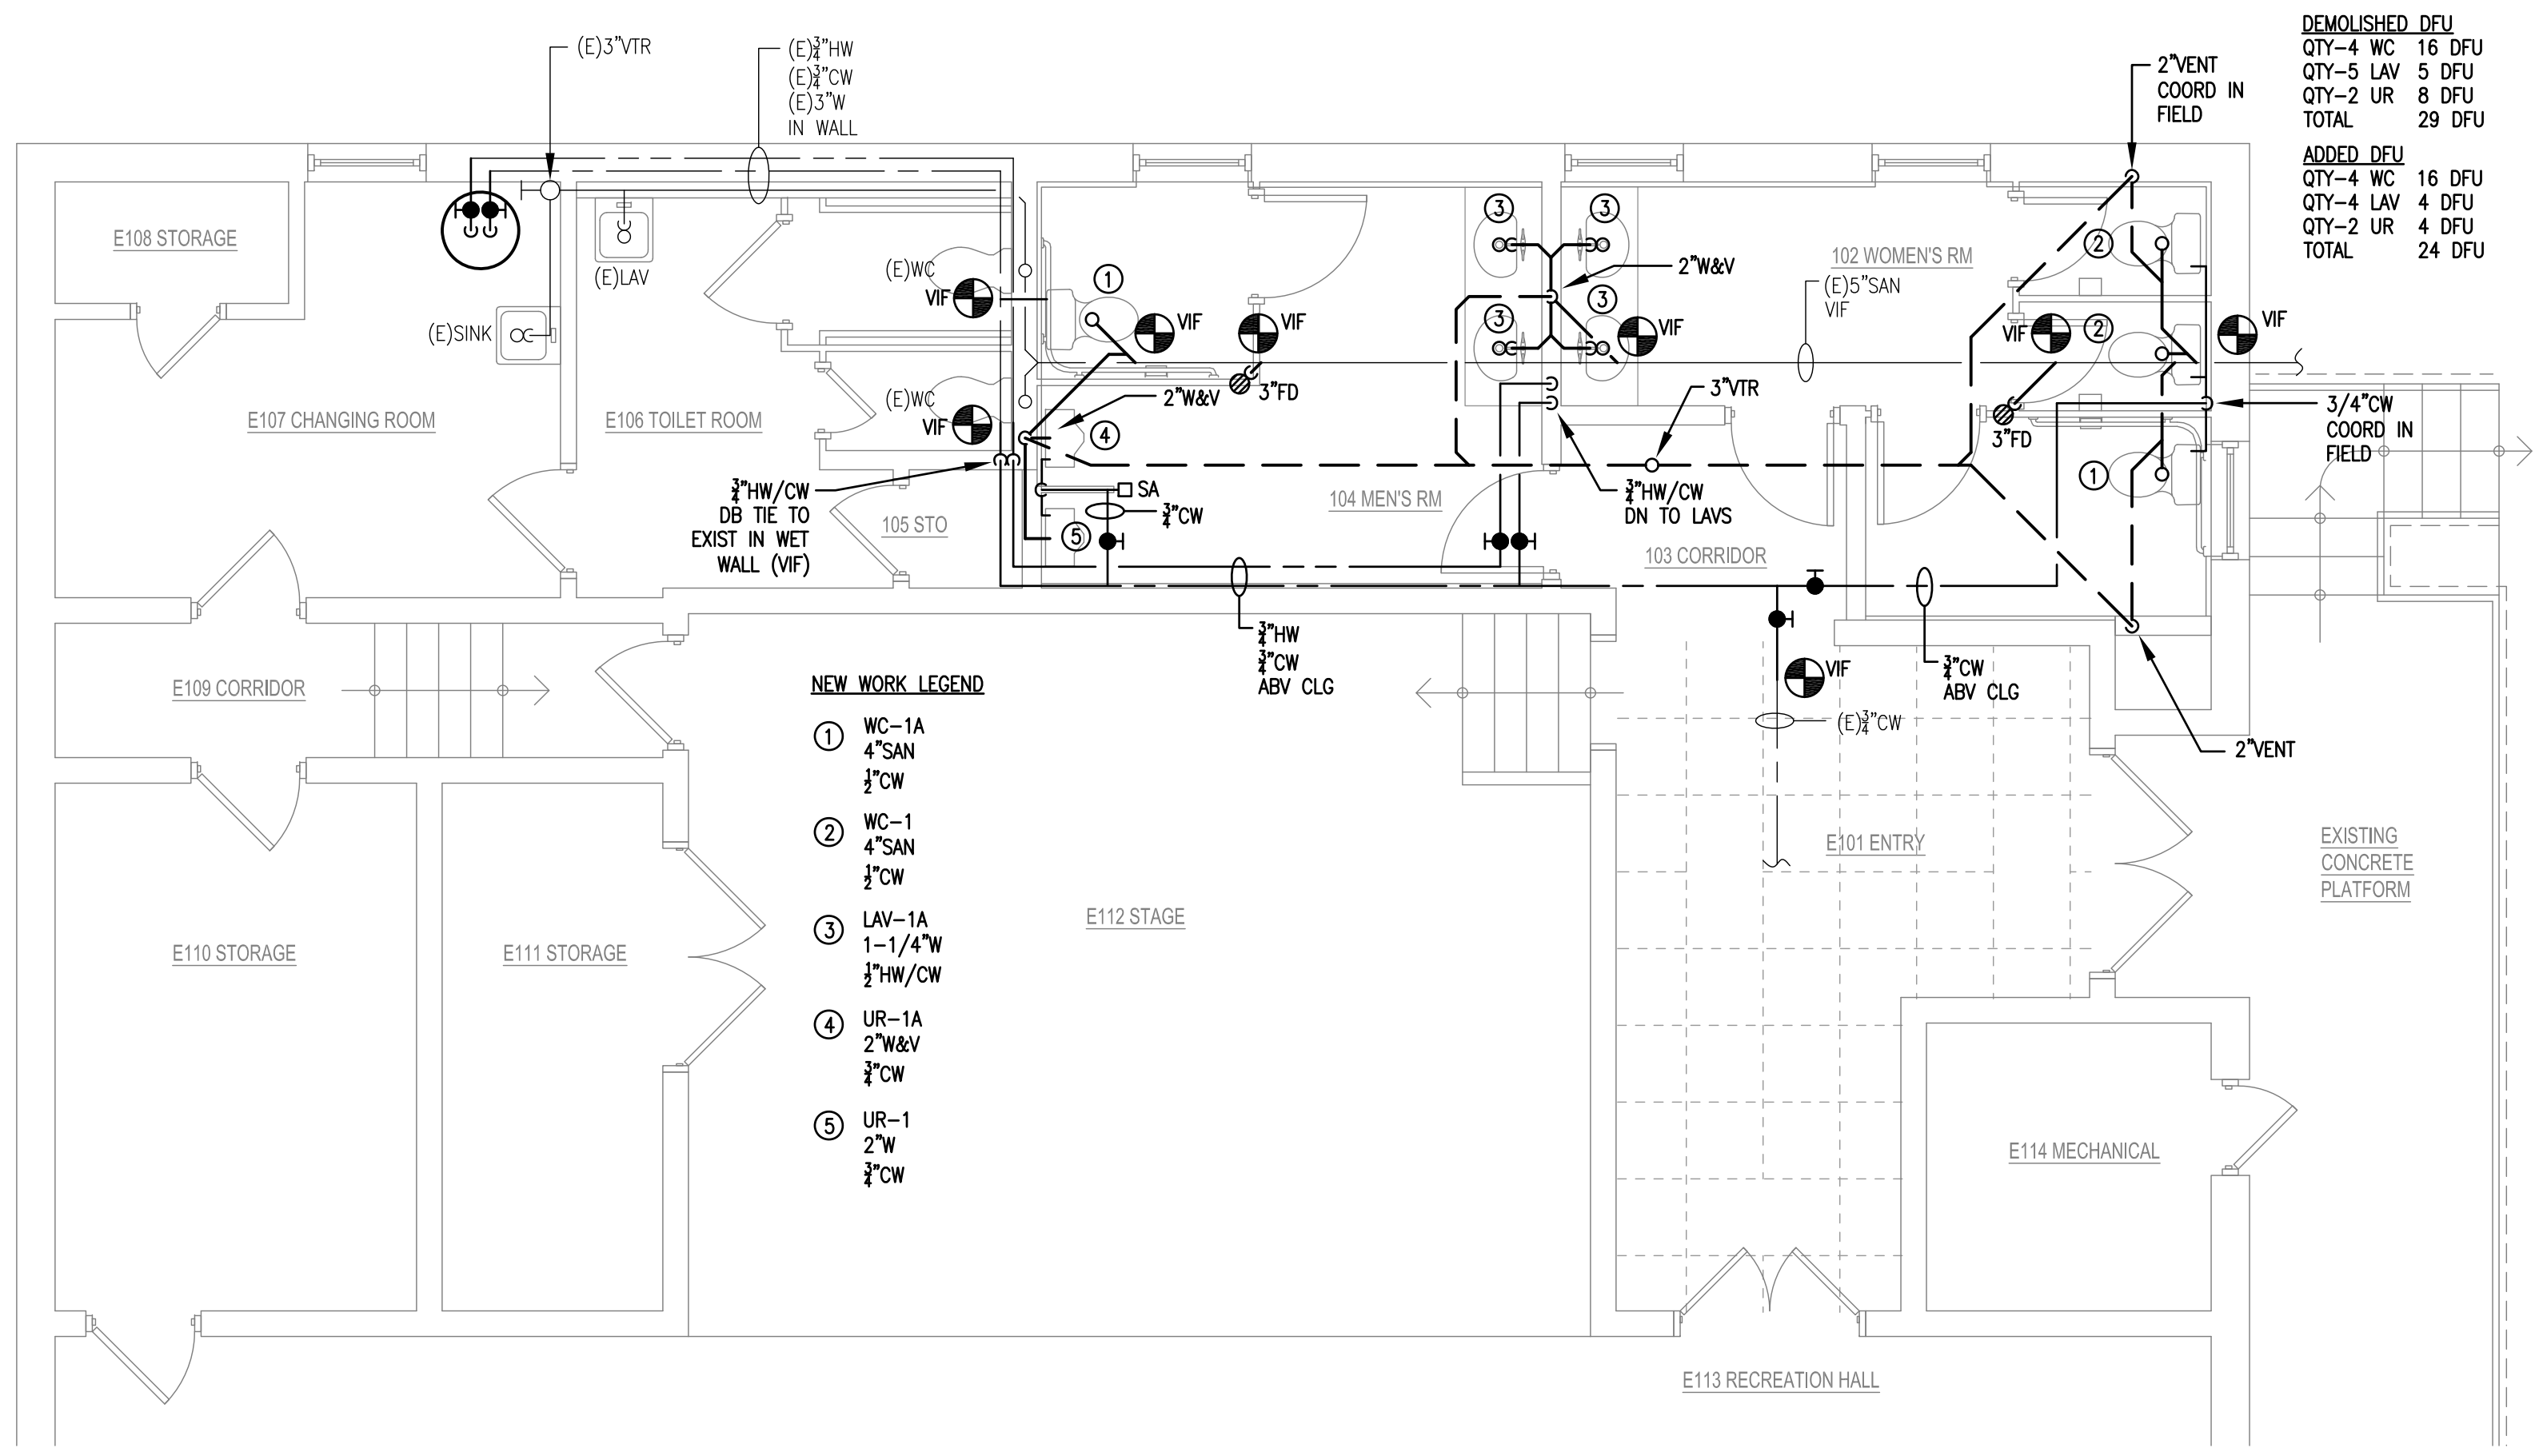 DEMOLISHED DFU
QTY-4 WC 16 DFU
QTY-5 LAV 5 DFU
QTY-2 UR 8 DFU
TOTAL 29 DFU
ADDED DFU
QTY-4 WC 16 DFU
QTY-4 LAV 4 DFU
QTY-2 UR 4 DFU
TOTAL 24 DFU
(E)3"VTR
(E)3/4"HW
(E)3/4"CW
(E)3"W
IN WALL
2"VENT
COORD IN
FIELD
E108 STORAGE
(E)LAV
(E)SINK
(E)WC
VIF
1
VIF
VIF
3
3
2"W&V
3
3
VIF
102 WOMEN'S RM
(E)5"SAN
VIF
2
VIF
2
VIF
E107 CHANGING ROOM
E106 TOILET ROOM
(E)WC
VIF
2"W&V
3"FD
4
3"VTR
3"FD
3/4"CW
COORD IN
FIELD
3/4"HW/CW
DB TIE TO
EXIST IN WET
WALL (VIF)
105 STO
SA
3/4"CW
5
104 MEN'S RM
3/4"HW/CW
DN TO LAVS
103 CORRIDOR
1
E109 CORRIDOR
3/4"HW
3/4"CW
ABV CLG
VIF
(E)3/4"CW
3/4"CW
ABV CLG
2"VENT
NEW WORK LEGEND
1 WC-1A
4"SAN
1/2"CW
2 WC-1
4"SAN
1/2"CW
3 LAV-1A
1-1/4"W
1/2"HW/CW
4 UR-1A
2"W&V
3/4"CW
5 UR-1
2"W
3/4"CW
E110 STORAGE
E111 STORAGE
E112 STAGE
E101 ENTRY
EXISTING
CONCRETE
PLATFORM
E114 MECHANICAL
E113 RECREATION HALL